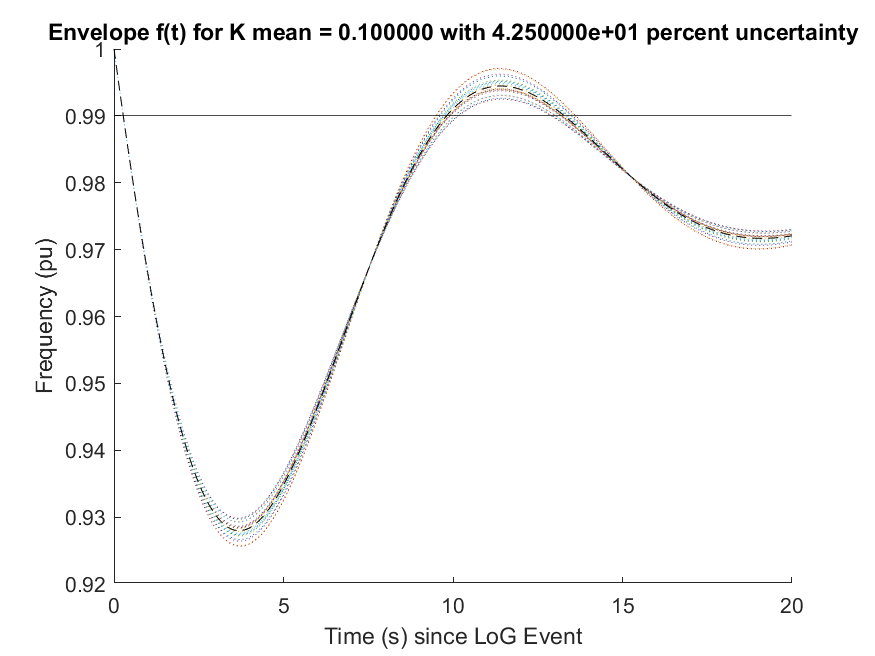 Envelope f(t) for K mean = 0.100000 with 4.250000e+01 percent uncertainty
1
0.99
0.98
0.97
0.96
0.95
0.94
0.93
0.92
Frequency (pu)
0 5 10 15 20
Time (s) since LoG Event